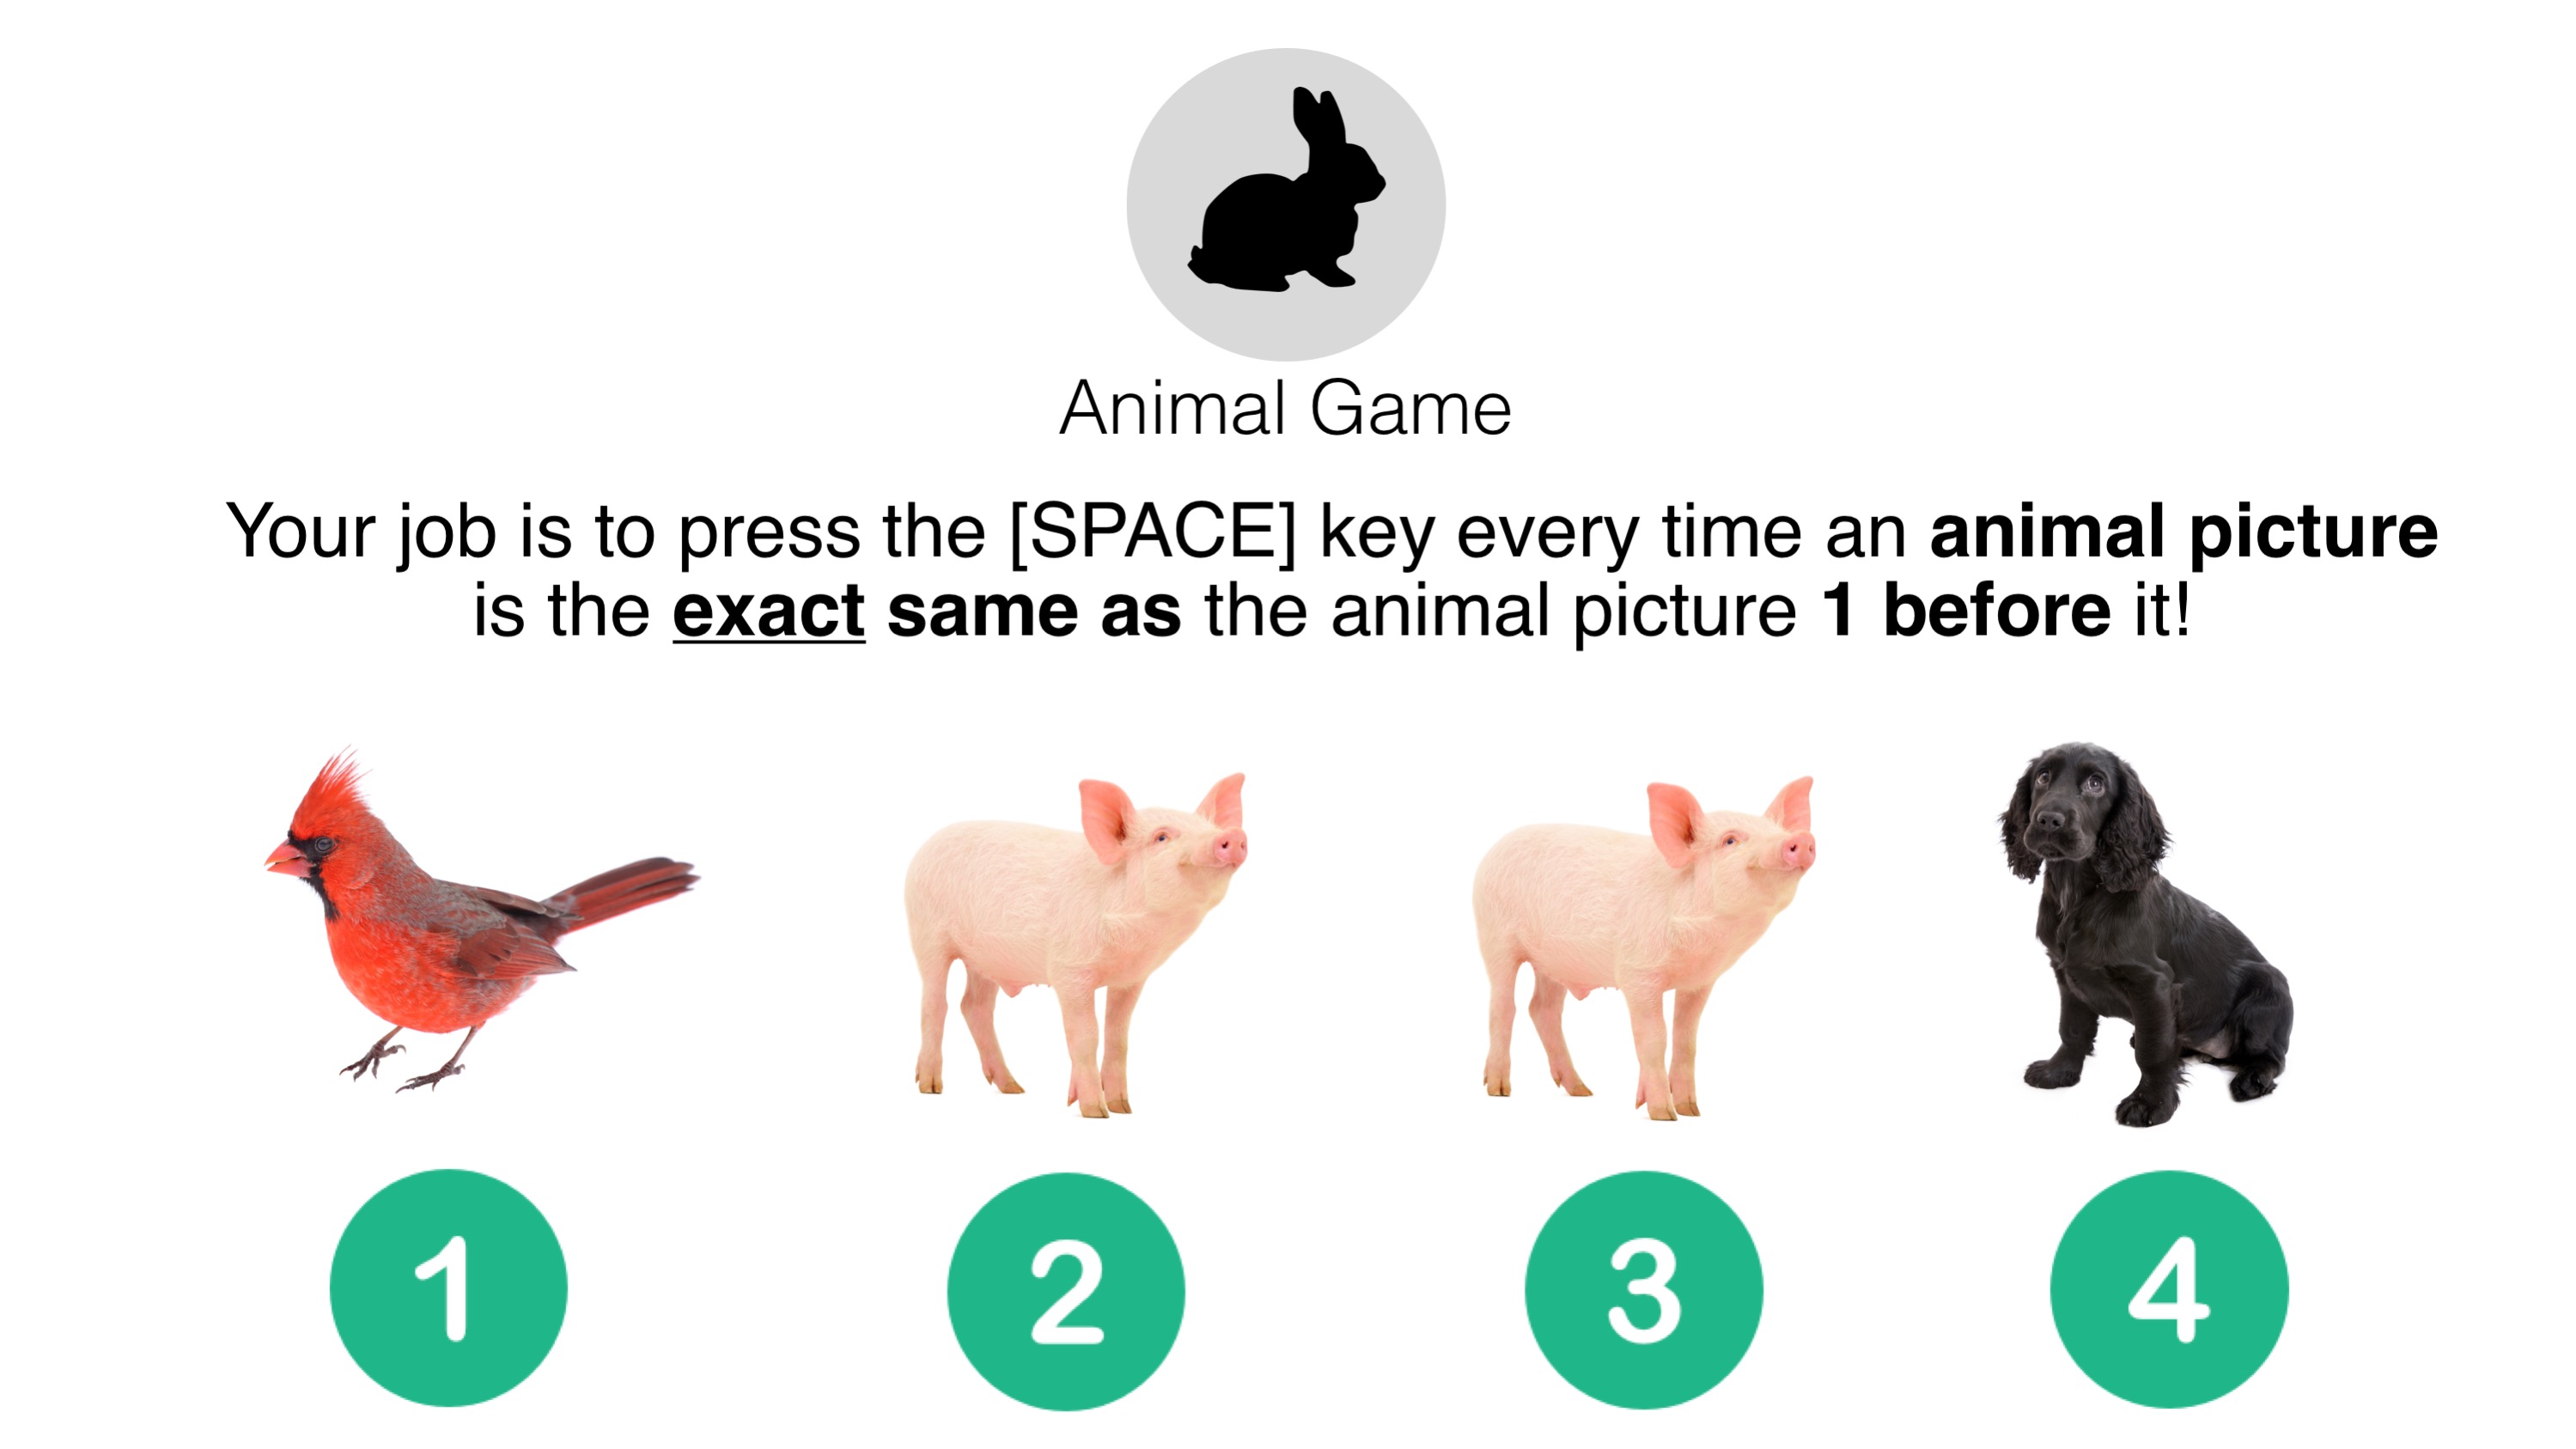 Animal Game
Your job is to press the [SPACE] key every time an animal picture
is the exact same as the animal picture 1 before it!
1 2 3 4